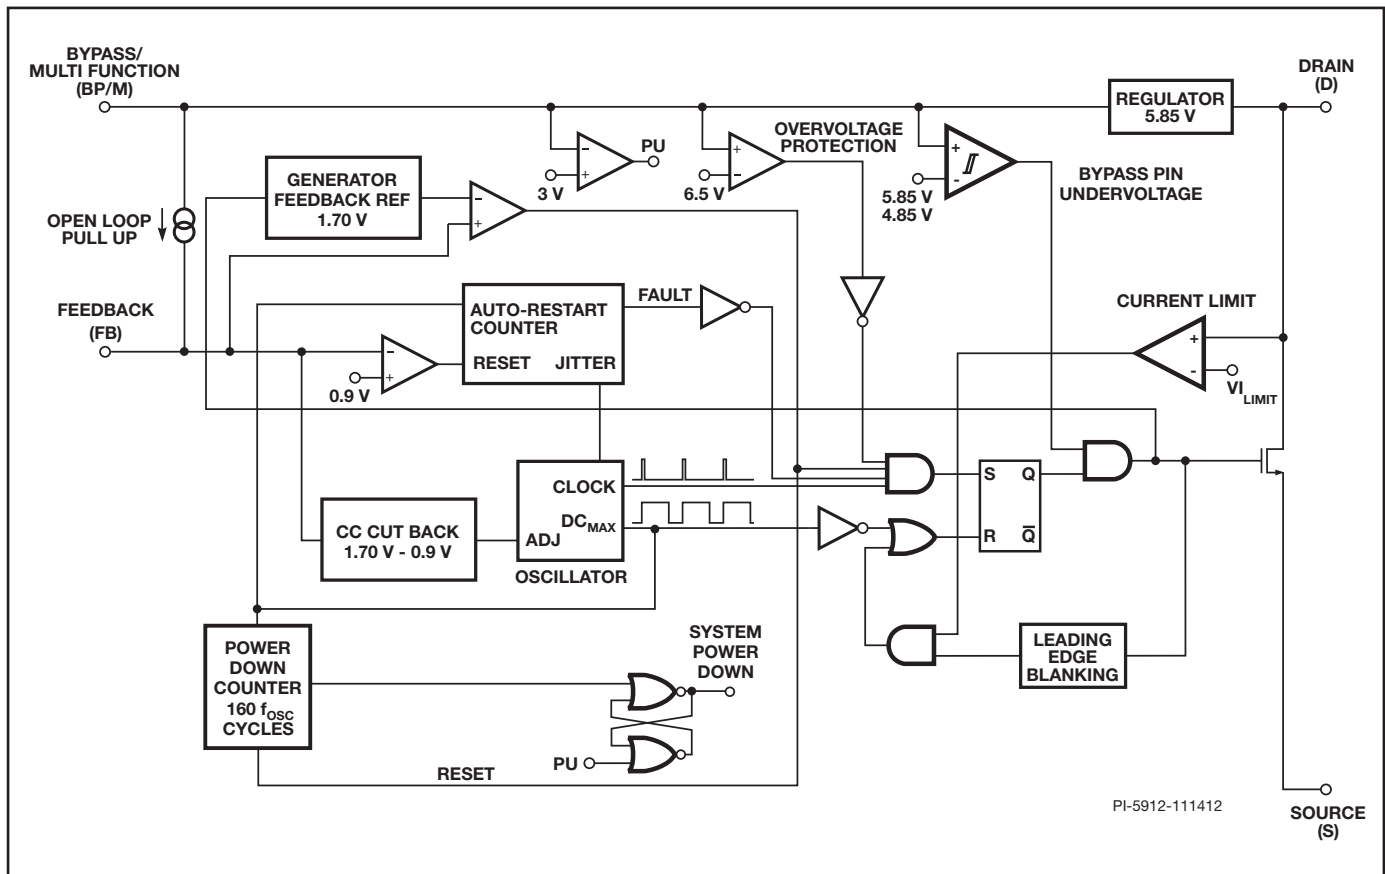 BYPASS/
MULTI FUNCTION
(BP/M)
DRAIN
(D)
REGULATOR
5.85 V
OVERVOLTAGE
PROTECTION
+
-
PU
-
+
3 V
+
-
6.5 V
+
-
5.85 V
4.85 V
BYPASS PIN
UNDERVOLTAGE
GENERATOR
FEEDBACK REF
1.70 V
-
+
OPEN LOOP
PULL UP
FEEDBACK
(FB)
AUTO-RESTART
COUNTER
RESET JITTER
FAULT
CURRENT LIMIT
+
-
VI LIMIT
-
+
0.9 V
CLOCK
DCMAX
ADJ
OSCILLATOR
CC CUT BACK
1.70 V - 0.9 V
S Q
R Q̅
POWER
DOWN
COUNTER
160 fOSC
CYCLES
SYSTEM
POWER
DOWN
LEADING
EDGE
BLANKING
PU
RESET
PI-5912-111412
SOURCE
(S)